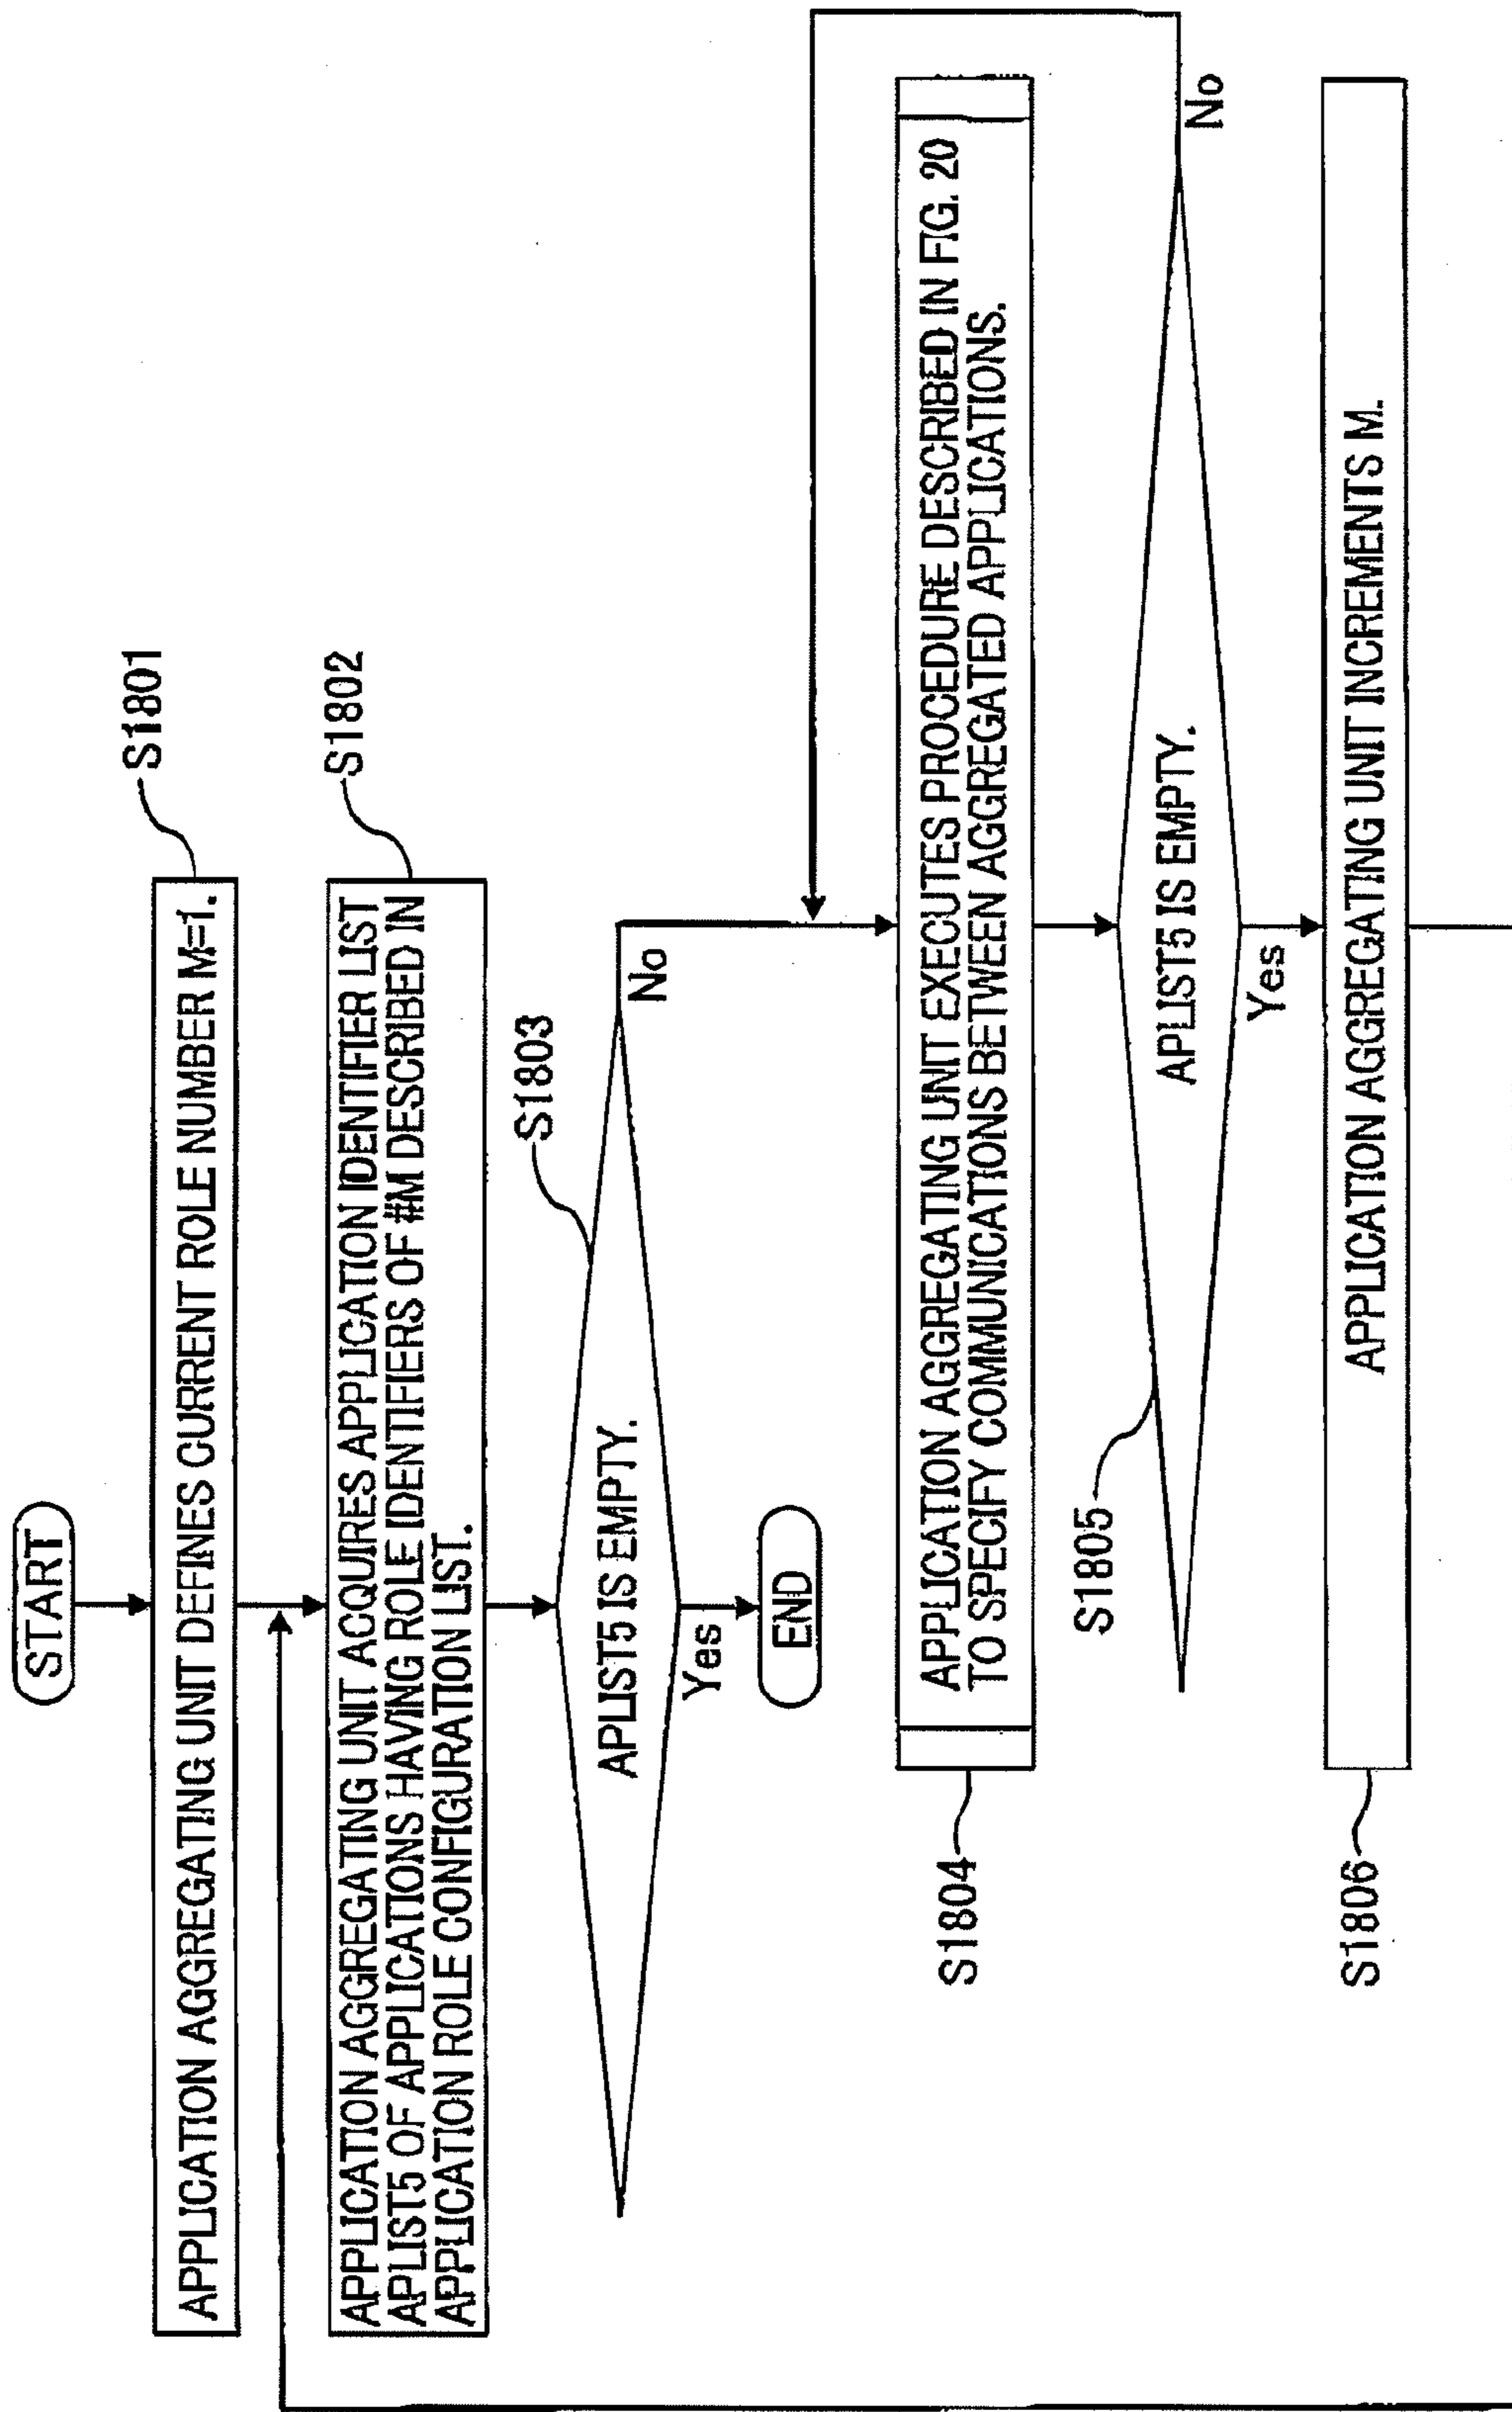 START
S1801
APPLICATION AGGREGATING UNIT DEFINES CURRENT ROLE NUMBER M=1.
S1802
APPLICATION AGGREGATING UNIT ACQUIRES APPLICATION IDENTIFIER LIST
APLIST5 OF APPLICATIONS HAVING ROLE IDENTIFIERS OF #M DESCRIBED IN
APPLICATION ROLE CONFIGURATION LIST.
S1803
APLIST5 IS EMPTY.
No
Yes
END
S1804
APPLICATION AGGREGATING UNIT EXECUTES PROCEDURE DESCRIBED IN FIG. 20
TO SPECIFY COMMUNICATIONS BETWEEN AGGREGATED APPLICATIONS.
S1805
APLIST5 IS EMPTY.
No
Yes
S1806
APPLICATION AGGREGATING UNIT INCREMENTS M.